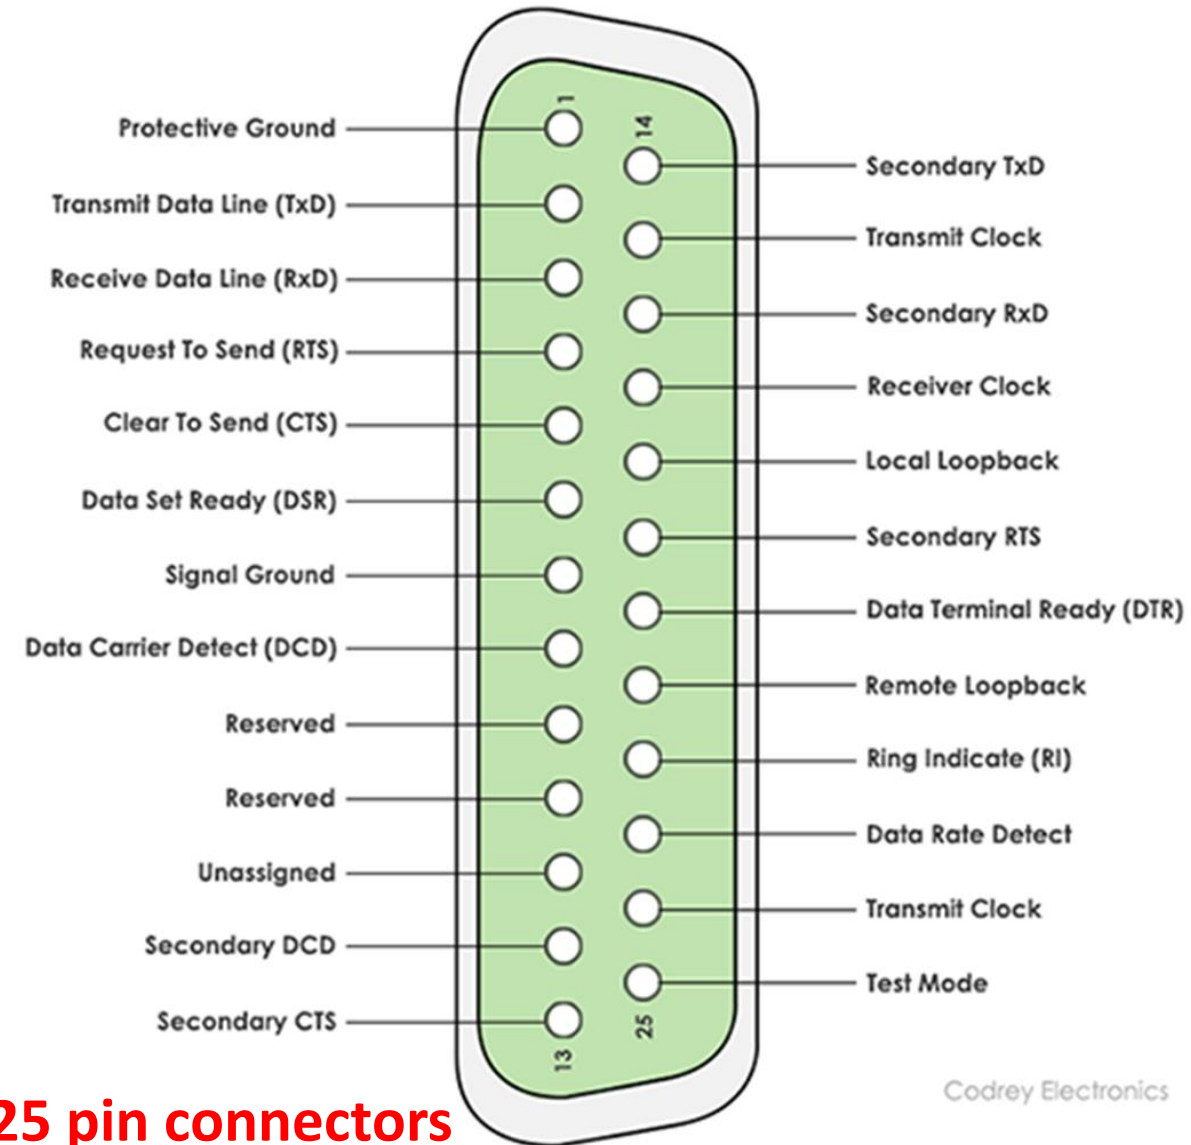 1
Protective Ground
Transmit Data Line (TxD)
Receive Data Line (RxD)
Request To Send (RTS)
Clear To Send (CTS)
Data Set Ready (DSR)
Signal Ground
Data Carrier Detect (DCD)
Reserved
Reserved
Unassigned
Secondary DCD
Secondary CTS
13
14
Secondary TxD
Transmit Clock
Secondary RxD
Receiver Clock
Local Loopback
Secondary RTS
Data Terminal Ready (DTR)
Remote Loopback
Ring Indicate (RI)
Data Rate Detect
Transmit Clock
Test Mode
25
Codrey Electronics
25 pin connectors